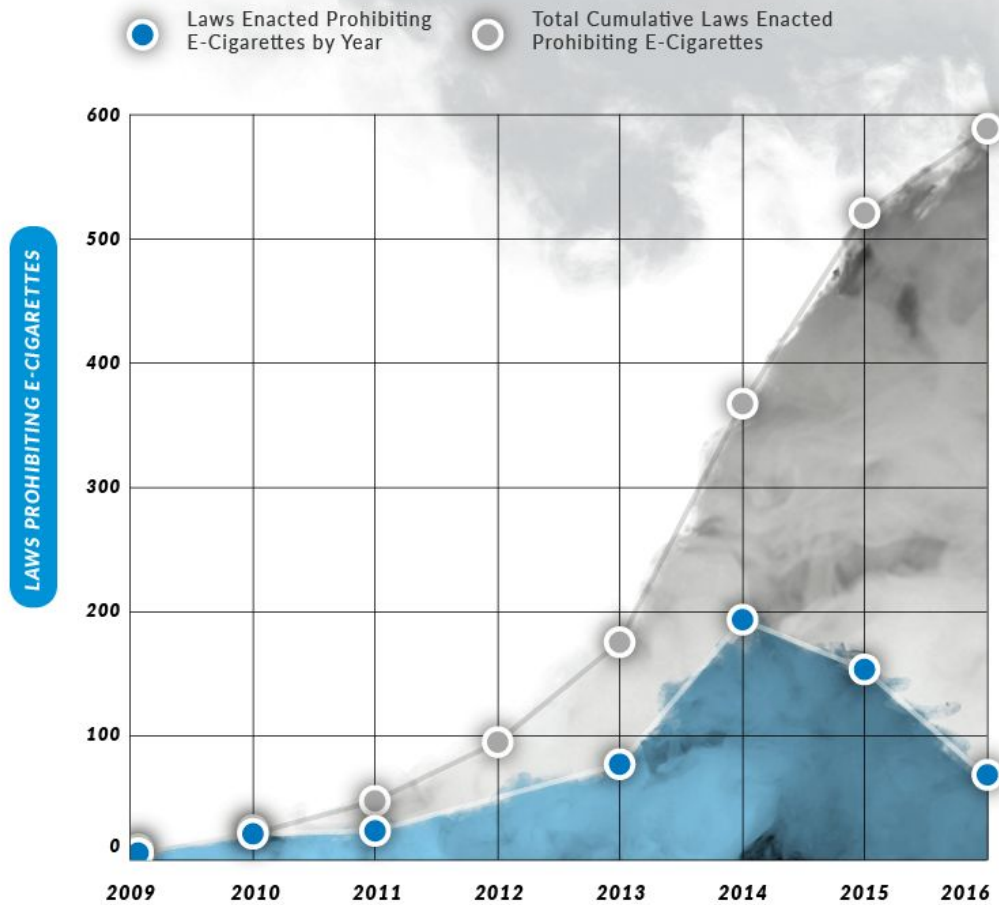 Laws Enacted Prohibiting
E-Cigarettes by Year
Total Cumulative Laws Enacted
Prohibiting E-Cigarettes
600
500
400
300
200
100
0
LAWS PROHIBITING E-CIGARETTES
2009 2010 2011 2012 2013 2014 2015 2016